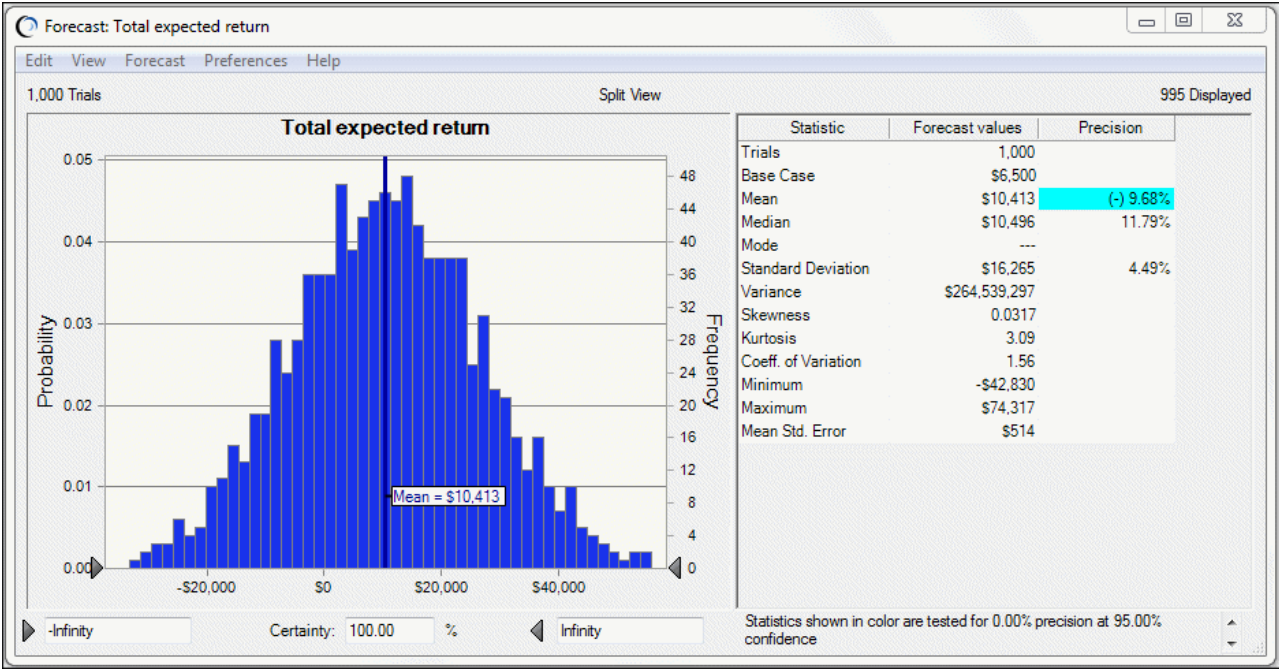 Forecast: Total expected return
Edit View Forecast Preferences Help
1,000 Trials Split View 995 Displayed
Total expected return
Probability
0.05
0.04
0.03
0.02
0.01
0.00
-$20,000 $0 $20,000 $40,000
Mean = $10,413
48
44
40
36
32
28
24
20
16
12
8
4
0
Frequency
Statistic Forecast values Precision
Trials 1,000
Base Case $6,500
Mean $10,413 (-) 9.68%
Median $10,496 11.79%
Mode ---
Standard Deviation $16,265 4.49%
Variance $264,539,297
Skewness 0.0317
Kurtosis 3.09
Coeff. of Variation 1.56
Minimum -$42,830
Maximum $74,317
Mean Std. Error $514
-Infinity Certainty: 100.00 % Infinity
Statistics shown in color are tested for 0.00% precision at 95.00%
confidence